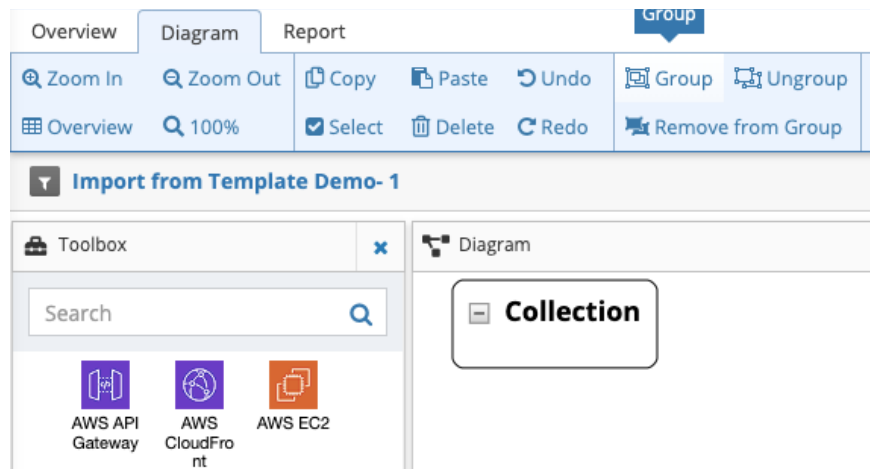 Group
Overview Diagram Report
Zoom In Zoom Out Copy Paste Undo Group Ungroup
Overview 100% Select Delete Redo Remove from Group
Import from Template Demo- 1
Toolbox Diagram
Search
Collection
AWS API AWS AWS EC2
Gateway CloudFro
nt